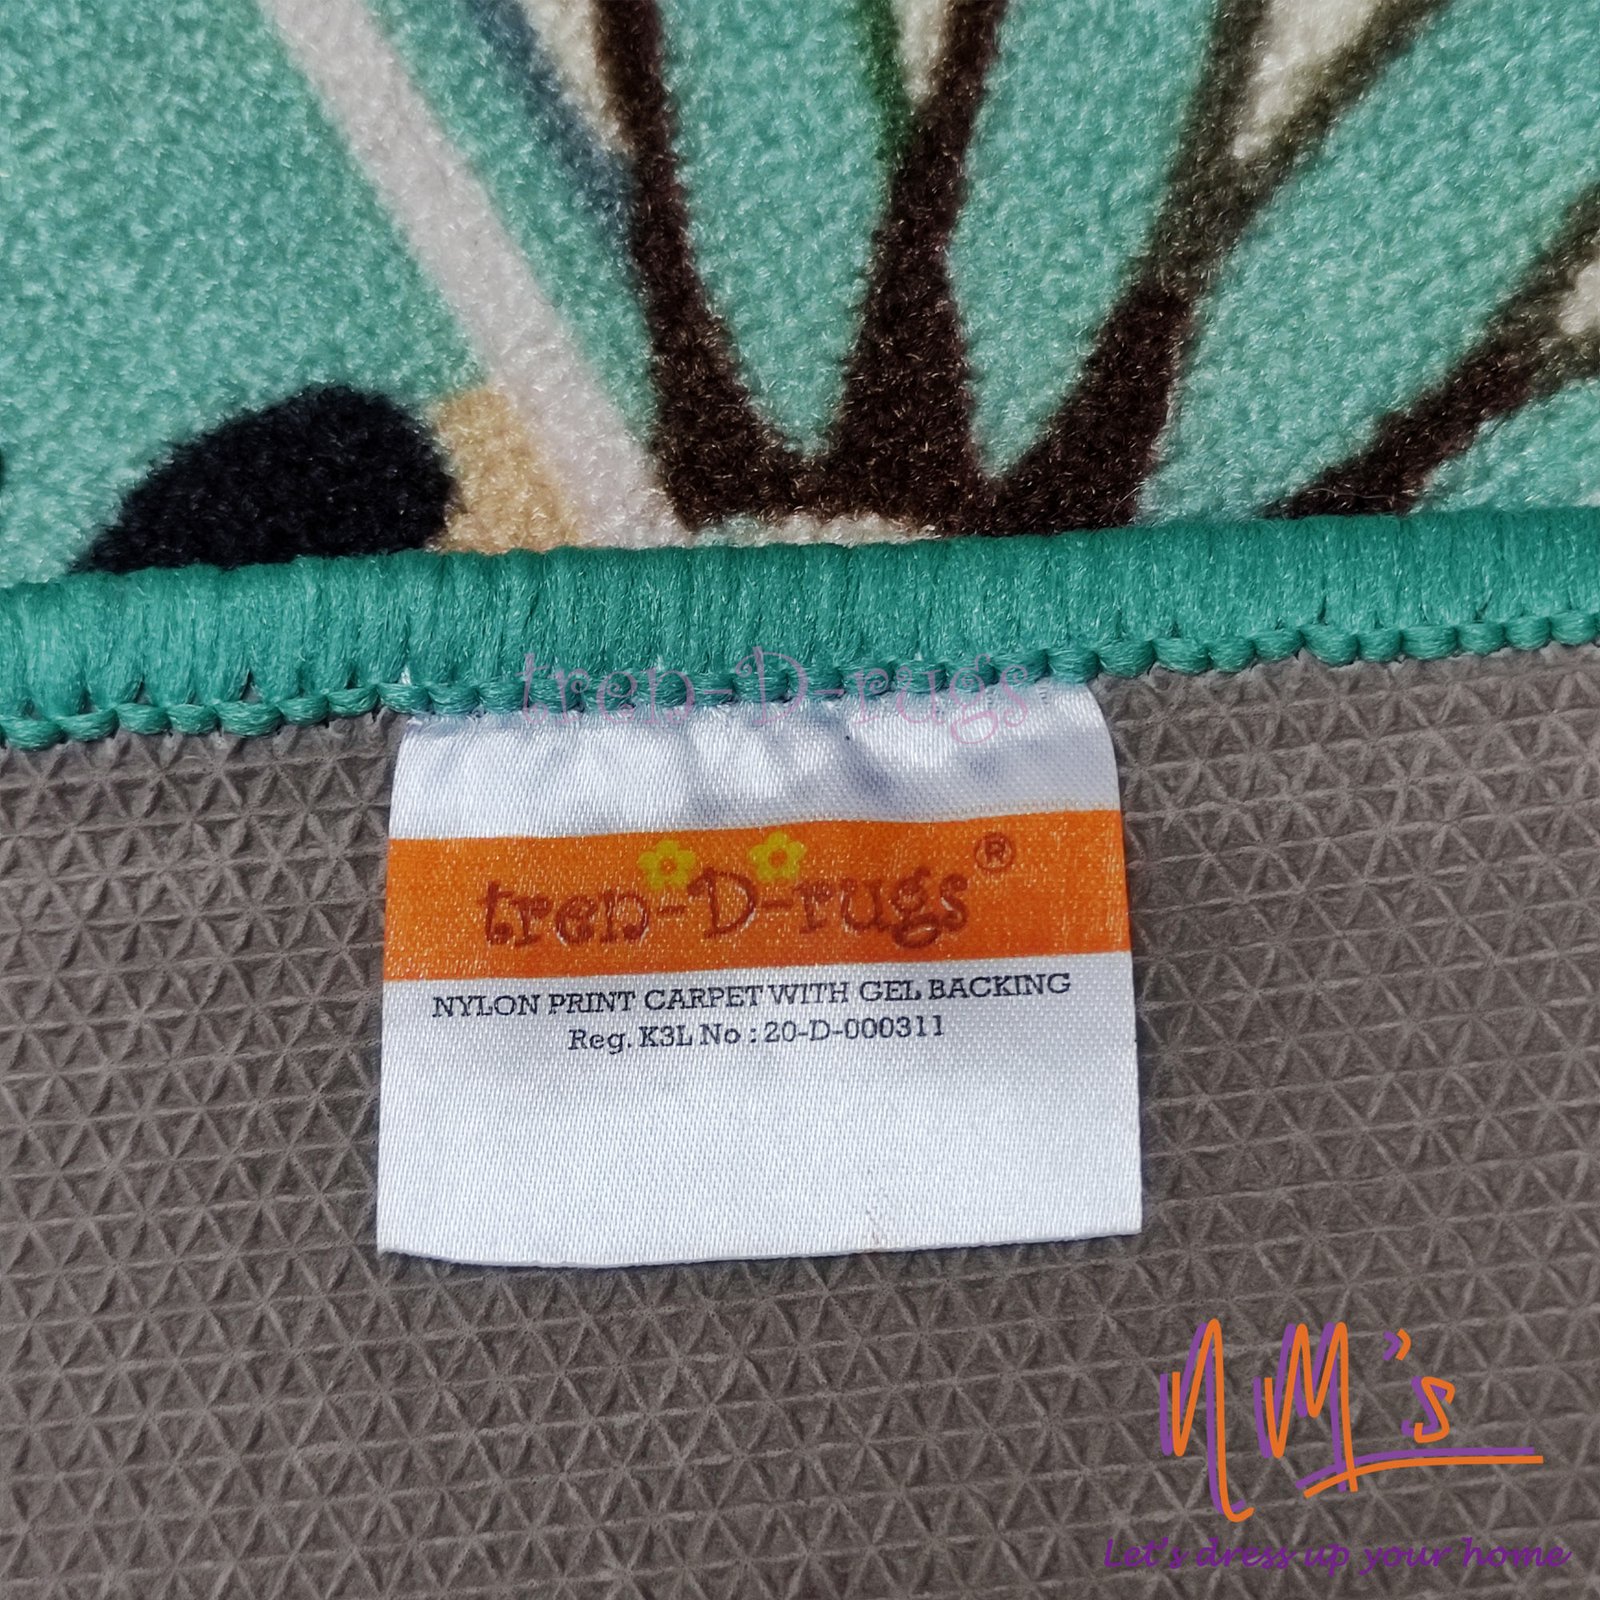 tren-D-rugs
tren-D-rugs®
NYLON PRINT CARPET WITH GEL BACKING
Reg. K3L No : 20-D-000311
NM's
Let's dress up your home